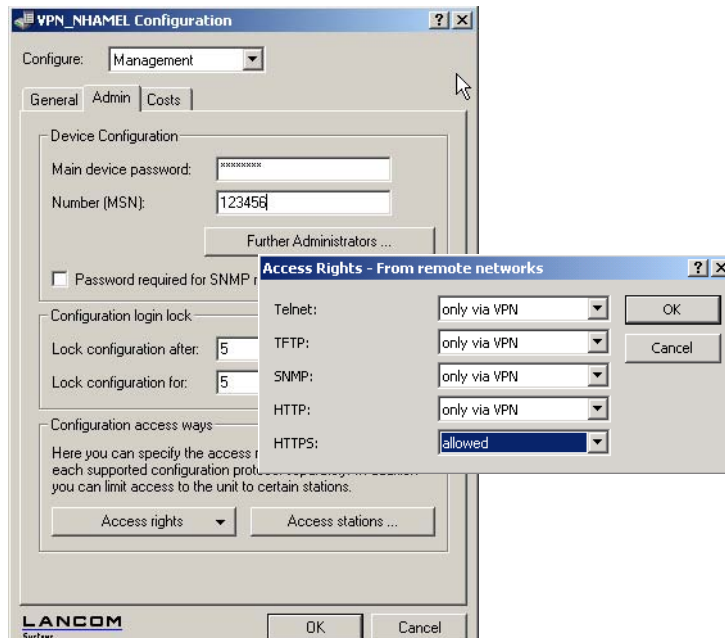 VPN_NHAMEL Configuration
Configure: Management
General Admin Costs
Device Configuration
Main device password: ********
Number (MSN): 123456
Further Administrators ...
Password required for SNMP r
Configuration login lock
Lock configuration after: 5
Lock configuration for: 5
Configuration access ways
Here you can specify the access r
each supported configuration
you can limit access to the unit to certain stations.
Access rights
Access stations ...
LANCOM
Systems
OK Cancel
Access Rights - From remote networks
Telnet: only via VPN
TFTP: only via VPN
SNMP: only via VPN
HTTP: only via VPN
HTTPS: allowed
OK
Cancel